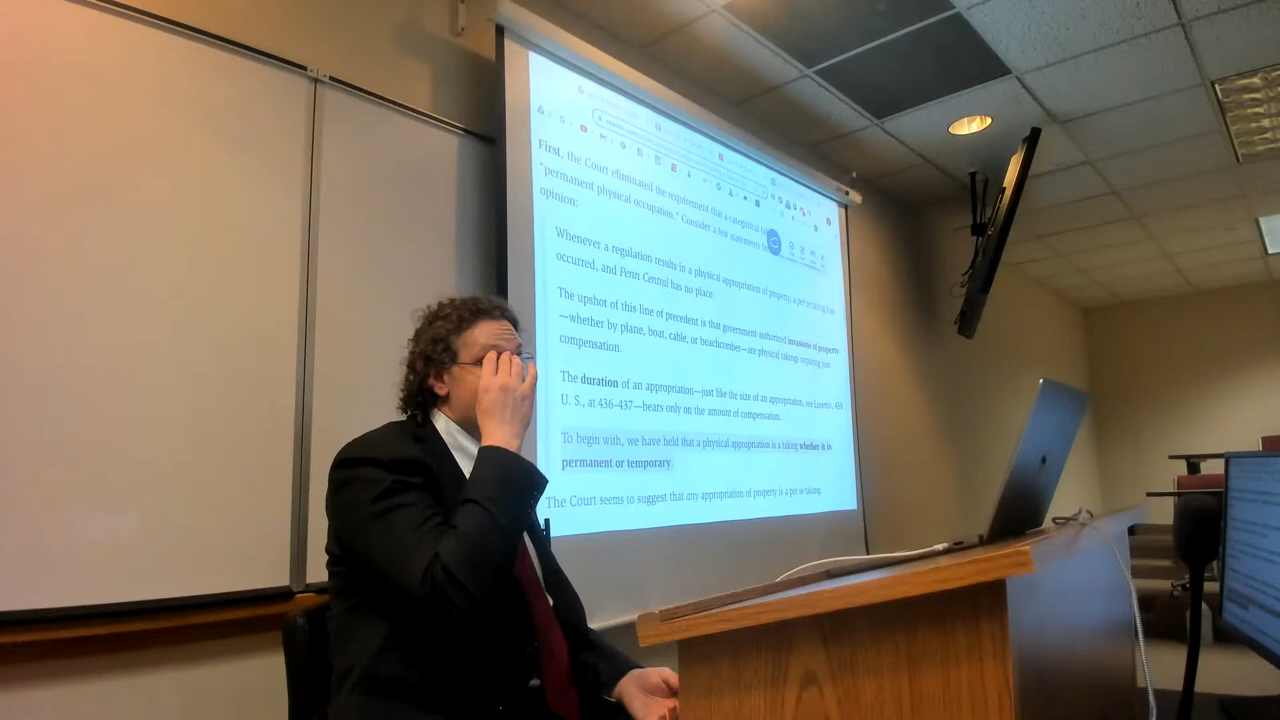 First, the Court eliminated the requirement that a categorical
"permanent physical occupation." Consider a few statements
opinion:
Whenever a regulation results in a physical appropriation of property, a per se taking has
occurred, and Penn Central has no place.
The upshot of this line of precedent is that government-authorized invasions of property
—whether by plane, boat, cable, or beachcomber—are physical takings requiring just
compensation.
The duration of an appropriation—just like the size of an appropriation, see Loretto, 458
U. S., at 436-437—bears only on the amount of compensation.
To begin with, we have held that a physical appropriation is a taking whether it is
permanent or temporary.
The Court seems to suggest that any appropriation of property is a per se taking.